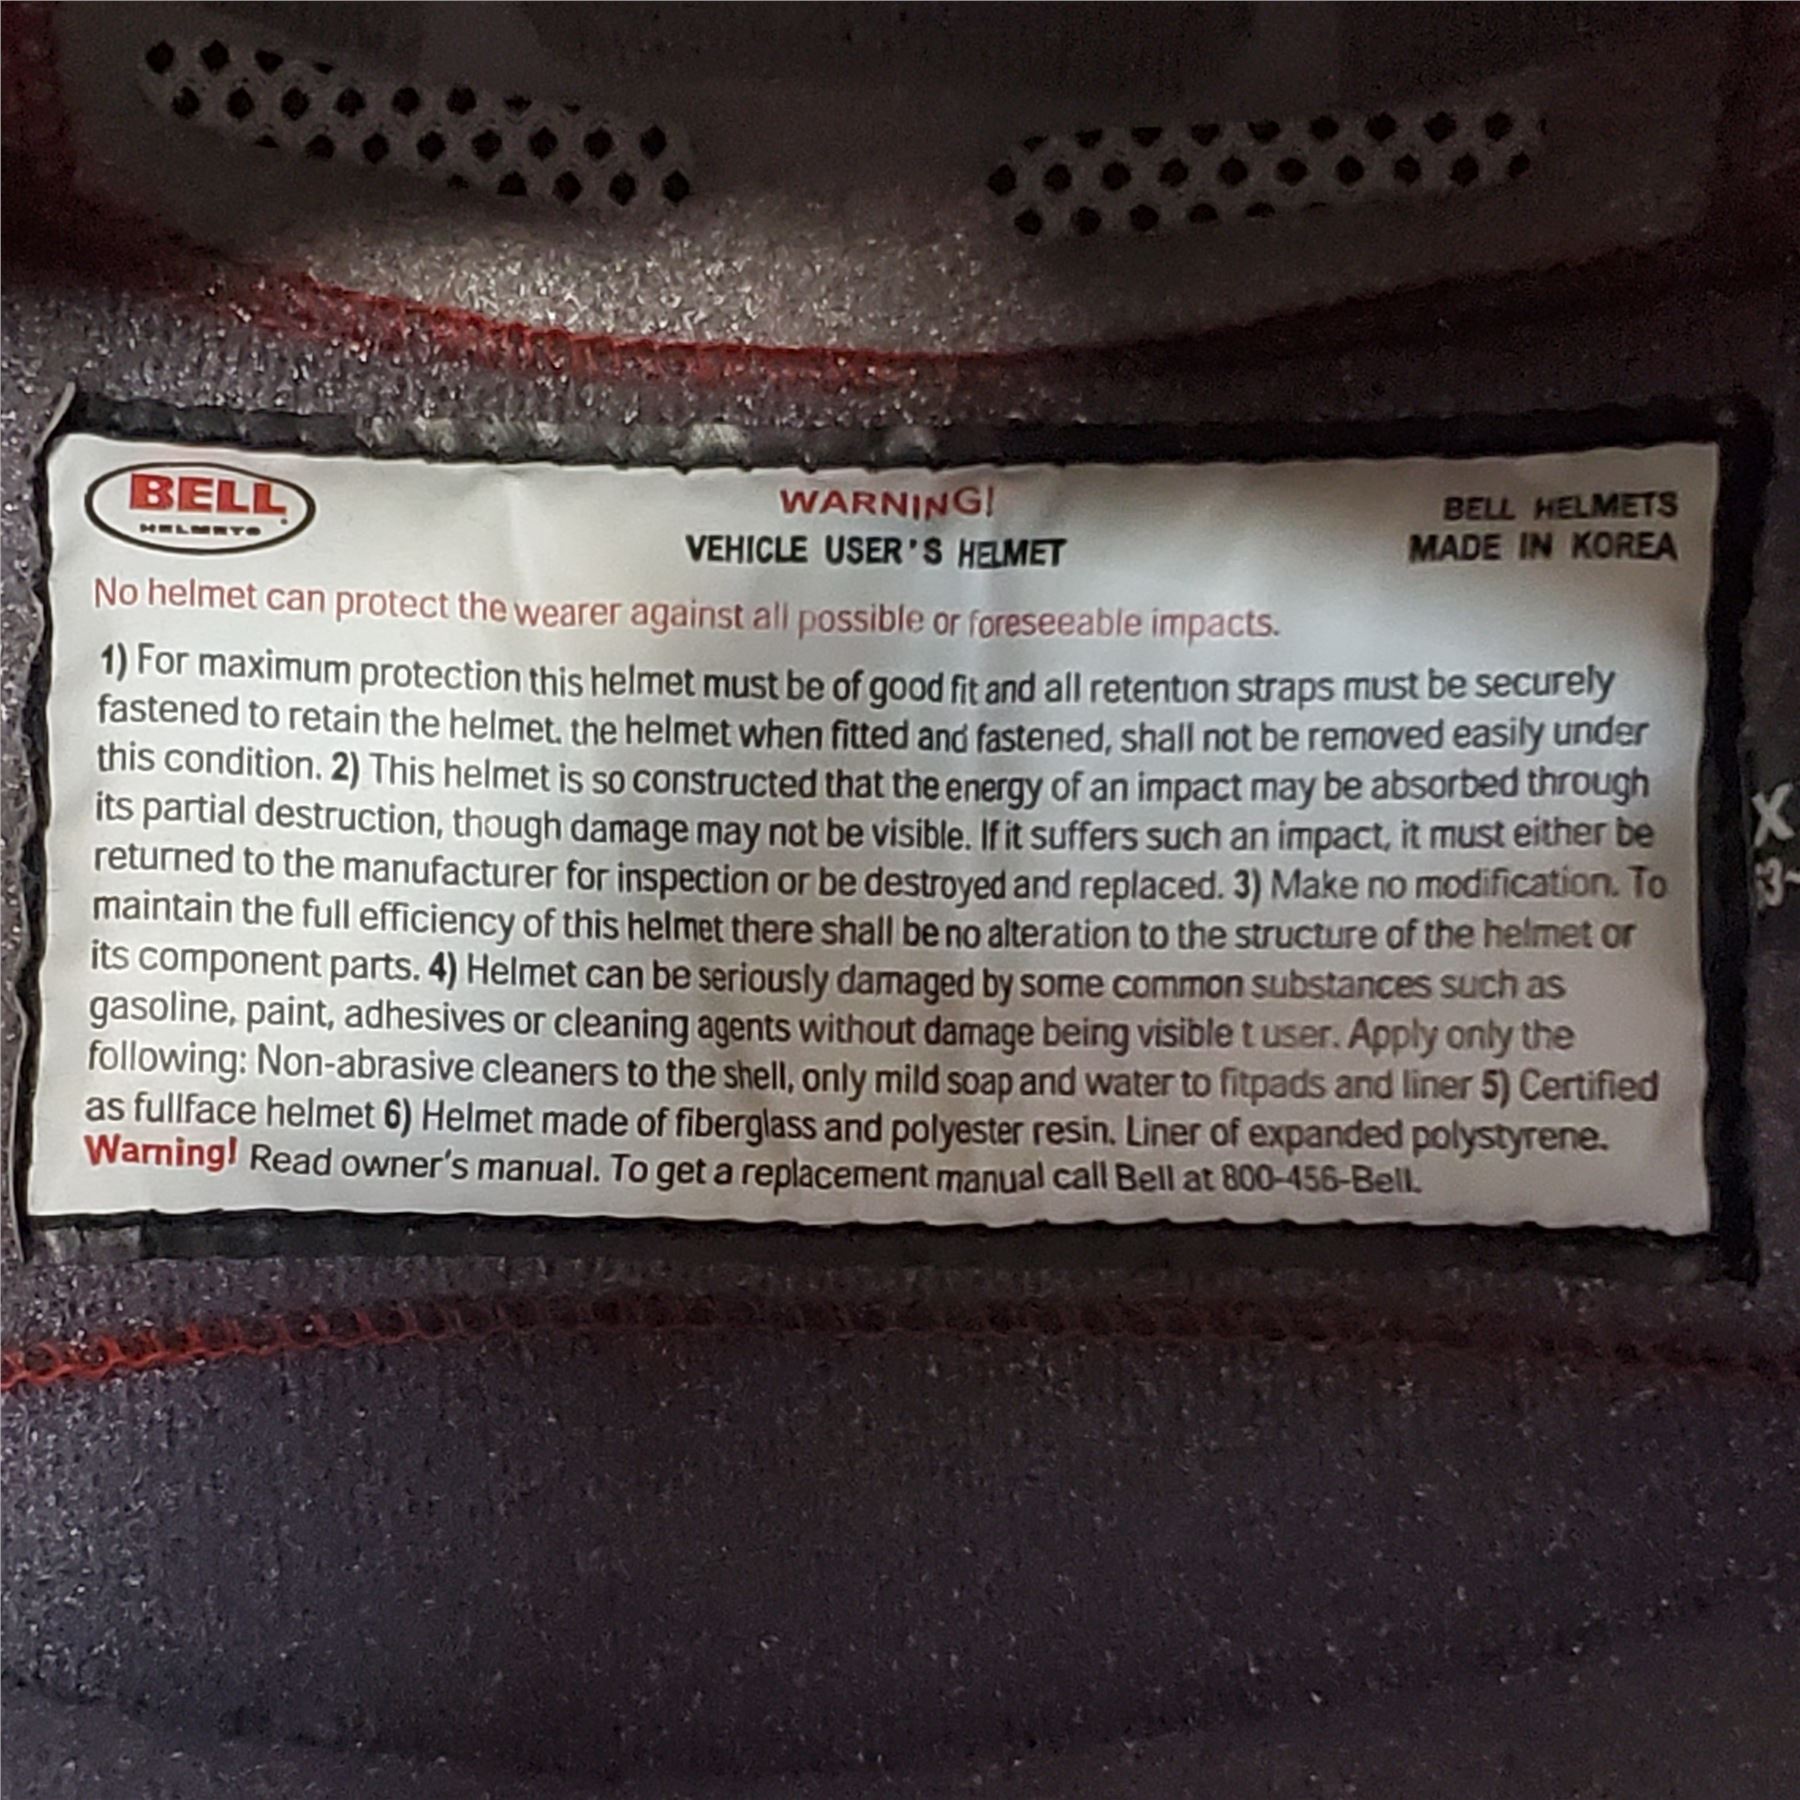 BELL
HELMETS
WARNING!
VEHICLE USER'S HELMET
BELL HELMETS
MADE IN KOREA
No helmet can protect the wearer against all possible or foreseeable impacts.
1) For maximum protection this helmet must be of good fit and all retention straps must be securely
fastened to retain the helmet. the helmet when fitted and fastened, shall not be removed easily under
this condition. 2) This helmet is so constructed that the energy of an impact may be absorbed through
its partial destruction, though damage may not be visible. If it suffers such an impact, it must either be
returned to the manufacturer for inspection or be destroyed and replaced. 3) Make no modification. To
maintain the full efficiency of this helmet there shall be no alteration to the structure of the helmet or
its component parts. 4) Helmet can be seriously damaged by some common substances such as
gasoline, paint, adhesives or cleaning agents without damage being visible t user. Apply only the
following: Non-abrasive cleaners to the shell, only mild soap and water to fitpads and liner 5) Certified
as fullface helmet 6) Helmet made of fiberglass and polyester resin. Liner of expanded polystyrene.
Warning! Read owner's manual. To get a replacement manual call Bell at 800-456-Bell.
X